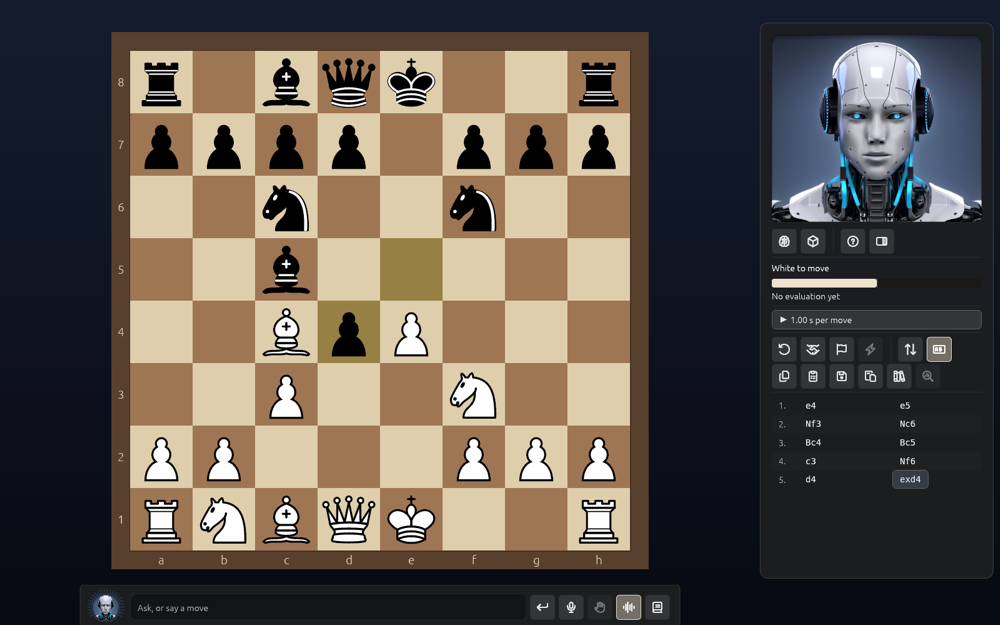 8
7
6
5
4
3
2
1
a b c d e f g h
White to move
No evaluation yet
▶ 1.00 s per move
1. e4 e5
2. Nf3 Nc6
3. Bc4 Bc5
4. c3 Nf6
5. d4 exd4
Ask, or say a move